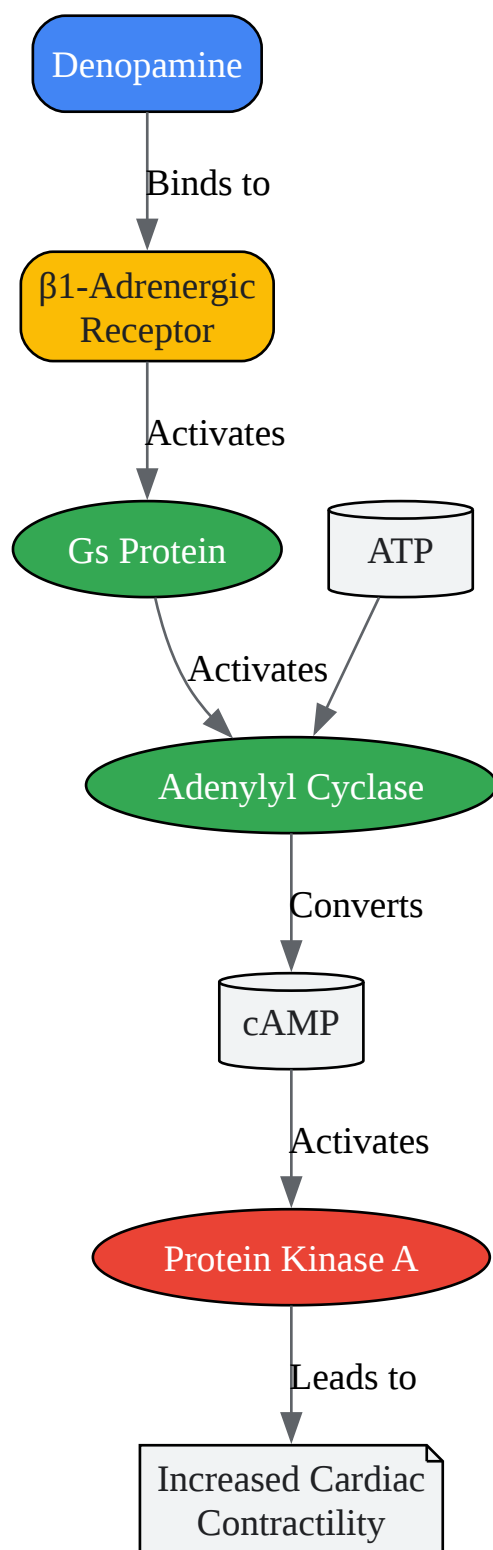 Denopamine
Binds to
β1-Adrenergic
Receptor
Activates
Gs Protein
ATP
Activates
Adenylyl Cyclase
Converts
cAMP
Activates
Protein Kinase A
Leads to
Increased Cardiac
Contractility